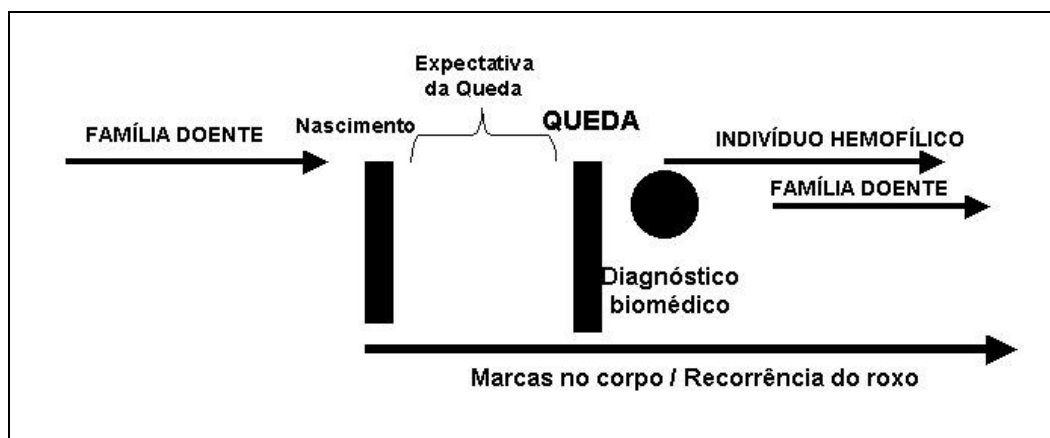 Expectativa
da Queda
FAMÍLIA DOENTE
Nascimento
QUEDA
INDIVÍDUO HEMOFÍLICO
FAMÍLIA DOENTE
Diagnóstico
biomédico
Marcas no corpo / Recorrência do roxo